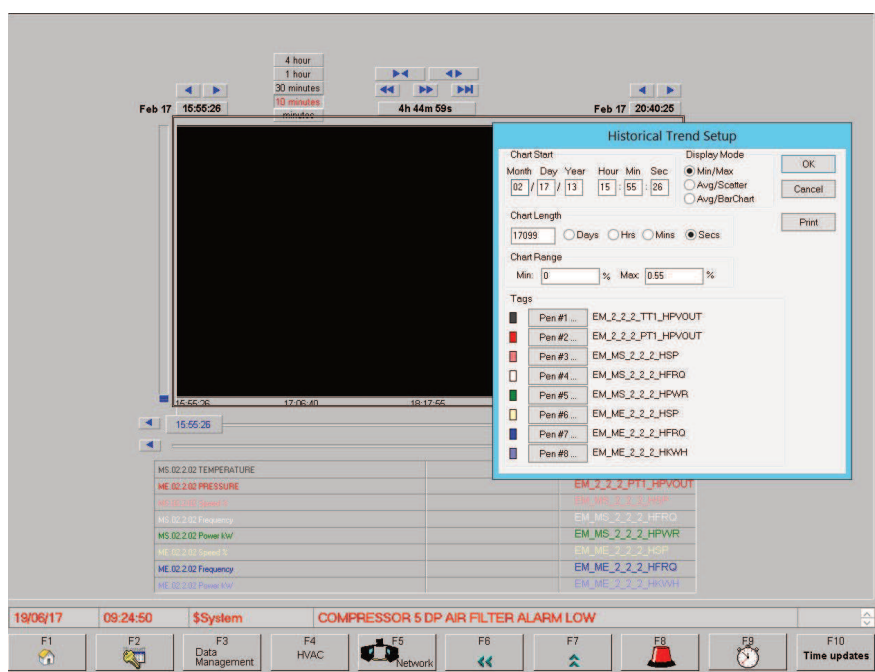 4 hour
1 hour
30 minutes
10 minutes
minutes
Feb 17 15:55:26
4h 44m 59s
Feb 17 20:40:25
Historical Trend Setup
Chart Start
Display Mode
Month Day Year Hour Min Sec
02 / 17 / 13 15 : 55 : 26
Min/Max
Avg/Scatter
Avg/BarChart
OK
Cancel
Print
Chart Length
17099 Days Hrs Mins Secs
Chart Range
Min: 0 % Max: 0.55 %
Tags
Pen #1 ... EM_2_2_2_TT1_HPVOUT
Pen #2 ... EM_2_2_2_PT1_HPVOUT
Pen #3 ... EM_MS_2_2_2_HSP
Pen #4 ... EM_MS_2_2_2_HFRQ
Pen #5 ... EM_MS_2_2_2_HPWR
Pen #6 ... EM_ME_2_2_2_HSP
Pen #7 ... EM_ME_2_2_2_HFRQ
Pen #8 ... EM_ME_2_2_2_HKWH
15:55:26 17:06:40 18:17:55
15:55:26
MS.02.2.02 TEMPERATURE
ME.02.2.02 PRESSURE EM_2_2_2_PT1_HPVOUT
MS.02.2.02 Speed % EM_MS_2_2_2_HSP
MS.02.2.02 Frequency EM_MS_2_2_2_HFRQ
MS.02.2.02 Power kW EM_MS_2_2_2_HPWR
ME.02.2.02 Speed % EM_ME_2_2_2_HSP
ME.02.2.02 Frequency EM_ME_2_2_2_HFRQ
ME.02.2.02 Power kW EM_ME_2_2_2_HKWH
19/06/17 09:24:50 $System COMPRESSOR 5 DP AIR FILTER ALARM LOW
F1
F2
F3 Data Management
F4 HVAC
F5 Network
F6
F7
F8
F9
F10 Time updates